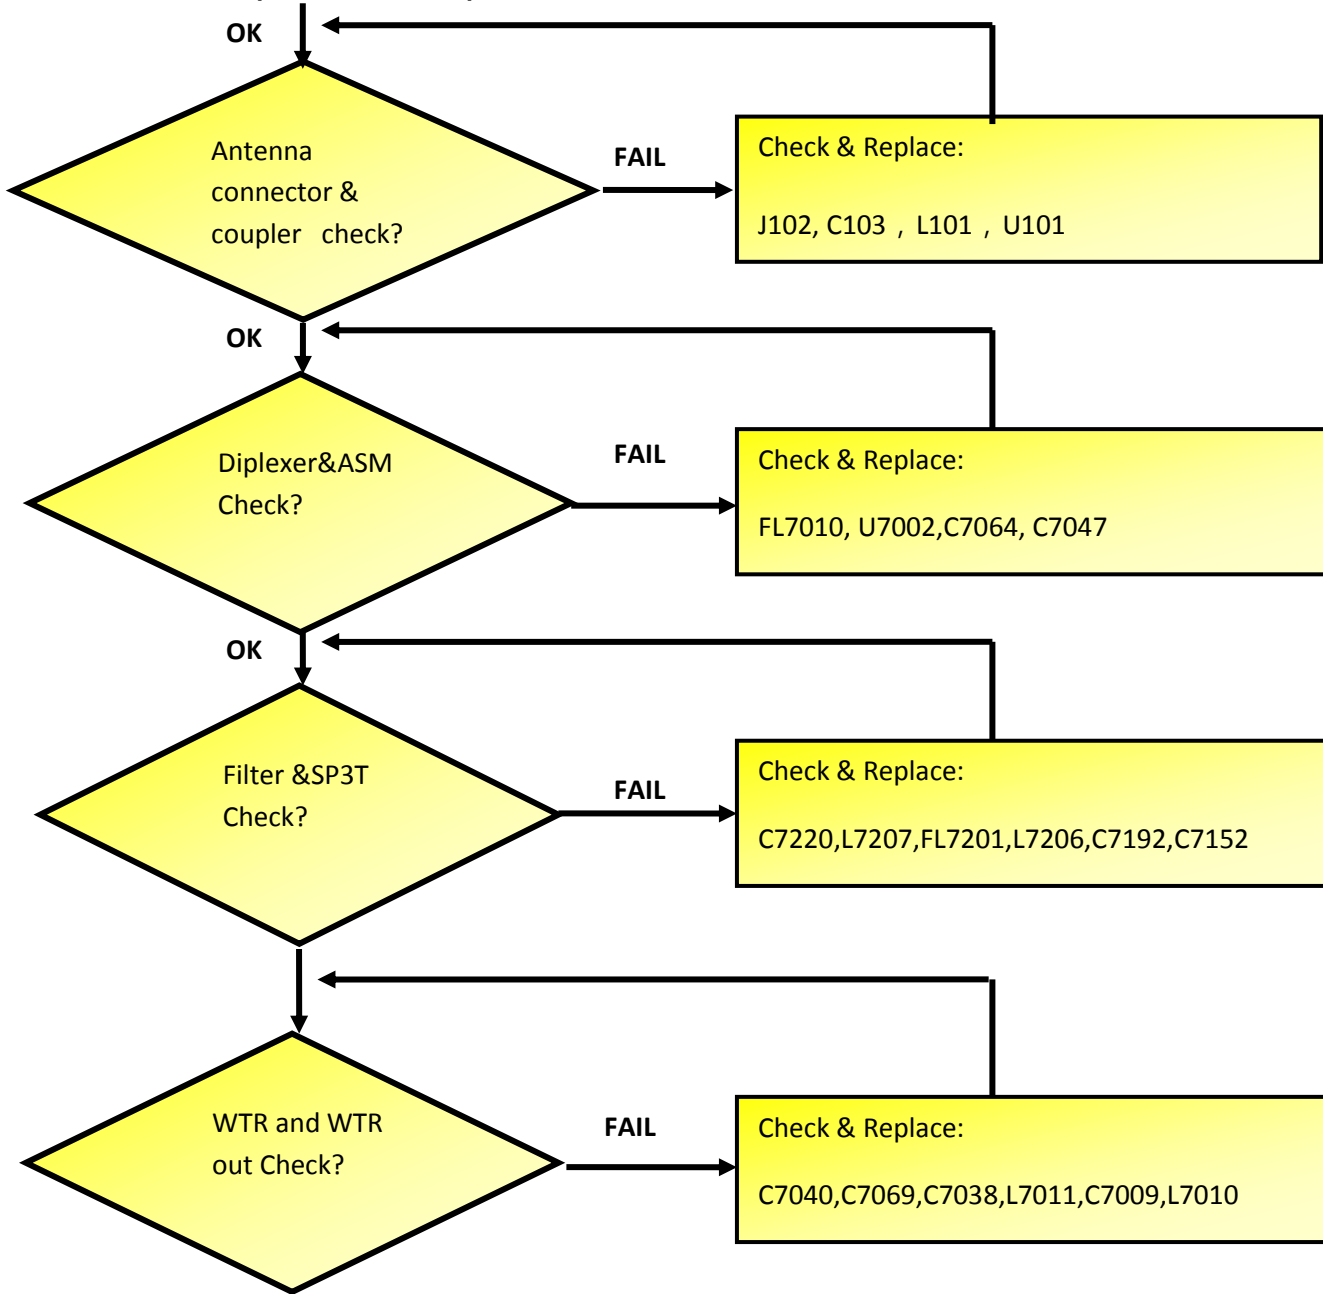 OK
Antenna
connector &
coupler check?
FAIL
Check & Replace:
J102, C103 , L101 , U101
OK
Diplexer&ASM
Check?
FAIL
Check & Replace:
FL7010, U7002,C7064, C7047
OK
Filter &SP3T
Check?
FAIL
Check & Replace:
C7220,L7207,FL7201,L7206,C7192,C7152
WTR and WTR
out Check?
FAIL
Check & Replace:
C7040,C7069,C7038,L7011,C7009,L7010